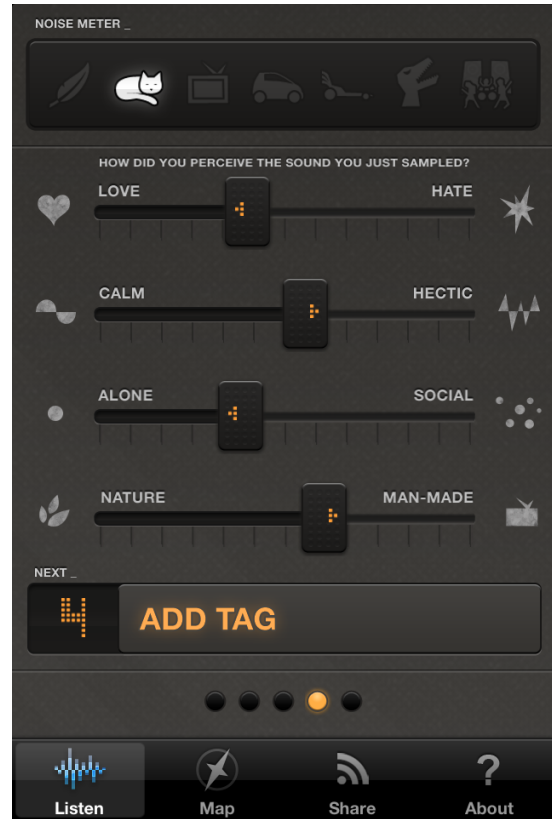 NOISE METER _
HOW DID YOU PERCEIVE THE SOUND YOU JUST SAMPLED?
LOVE HATE
CALM HECTIC
ALONE SOCIAL
NATURE MAN-MADE
NEXT _
4 ADD TAG
Listen Map Share ? About